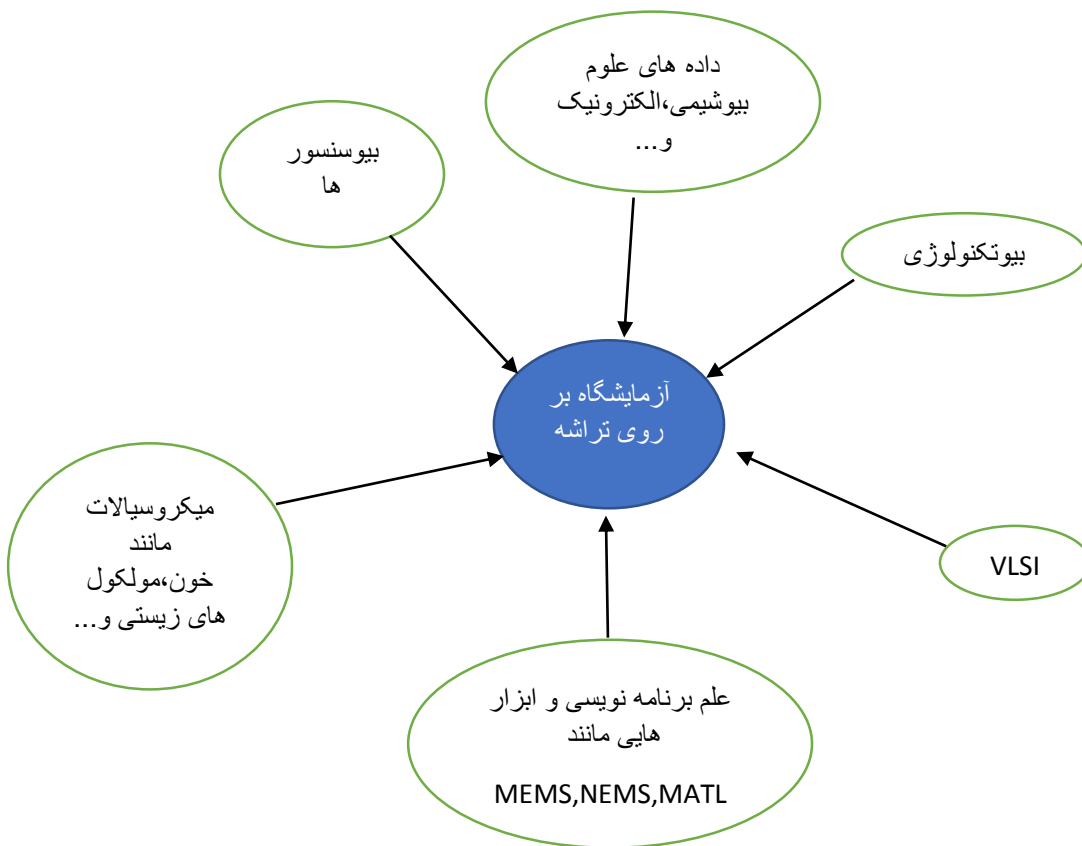 داده های علوم
بیوشیمی،الکترونیک
و...
بیوسنسور
ها
بیوتکنولوژی
آزمایشگاه بر
روی تراشه
میکروسیالات
مانند
خون،مولکول
های زیستی و...
VLSI
علم برنامه نویسی و ابزار
هایی مانند
MEMS,NEMS,MATL